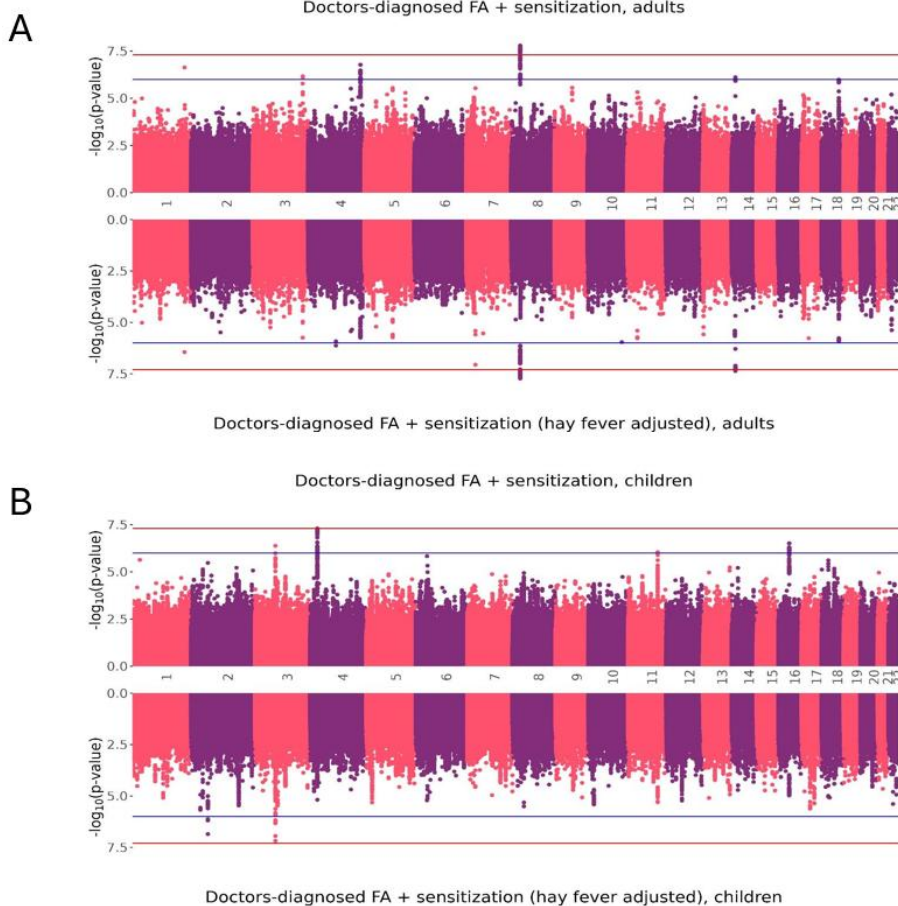 Doctors-diagnosed FA + sensitization, adults
A
7.5
5.0
2.5
0.0
-log10(p-value)
1 2 3 4 5 6 7 8 9 10 11 12 13 14 15 16 17 18 19 20 21
0.0
2.5
5.0
7.5
-log10(p-value)
Doctors-diagnosed FA + sensitization (hay fever adjusted), adults
Doctors-diagnosed FA + sensitization, children
B
7.5
5.0
2.5
0.0
-log10(p-value)
1 2 3 4 5 6 7 8 9 10 11 12 13 14 15 16 17 18 19 20 21
0.0
2.5
5.0
7.5
-log10(p-value)
Doctors-diagnosed FA + sensitization (hay fever adjusted), children